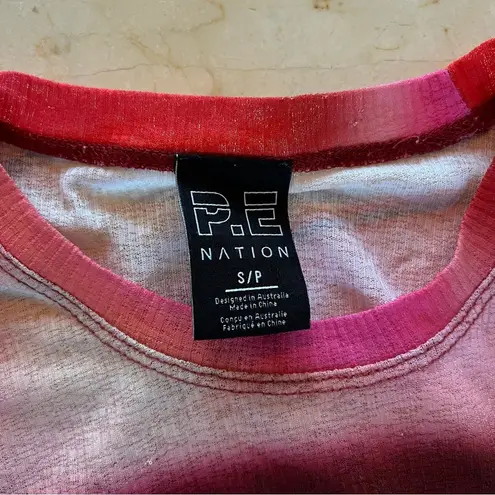 P.E
NATION
S/P
Designed in Australia
Made in China
Conçu en Australie
Fabriqué en Chine